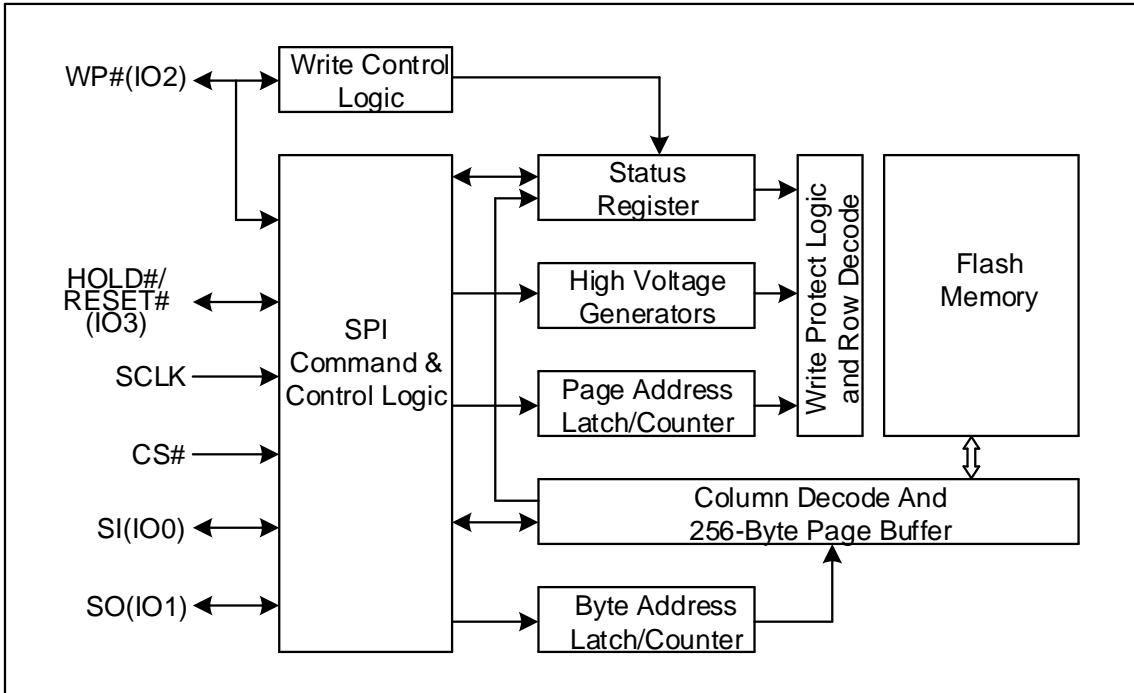 WP#(IO2)
Write Control
Logic
HOLD#/
RESET#
(IO3)
SCLK
CS#
SI(IO0)
SO(IO1)
SPI
Command &
Control Logic
Status
Register
High Voltage
Generators
Page Address
Latch/Counter
Write Protect Logic
and Row Decode
Flash
Memory
Column Decode And
256-Byte Page Buffer
Byte Address
Latch/Counter